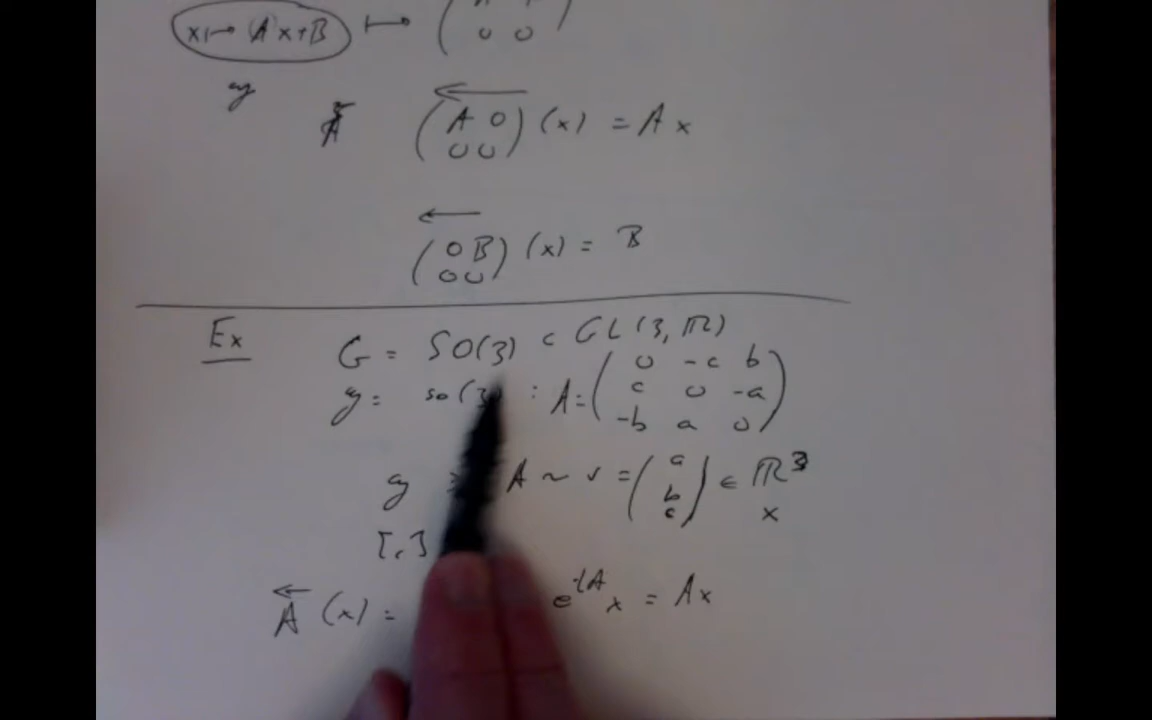 x ↦ Ax+B ↦ ( 0 0 )
𝔤
A⃖ (A 0 / 0 0)⃖ (x) = A x
(0 B / 0 0)⃖ (x) = B
Ex G = SO(3) ⊂ GL(3, ℝ)
𝔤 = so(3) : A = ( 0 -c b / c 0 -a / -b a 0 )
𝔤 ∋ A ~ v = ( a / b / c ) ∈ ℝ³
[,] x
A⃖ (x) = e^{tA} x = Ax